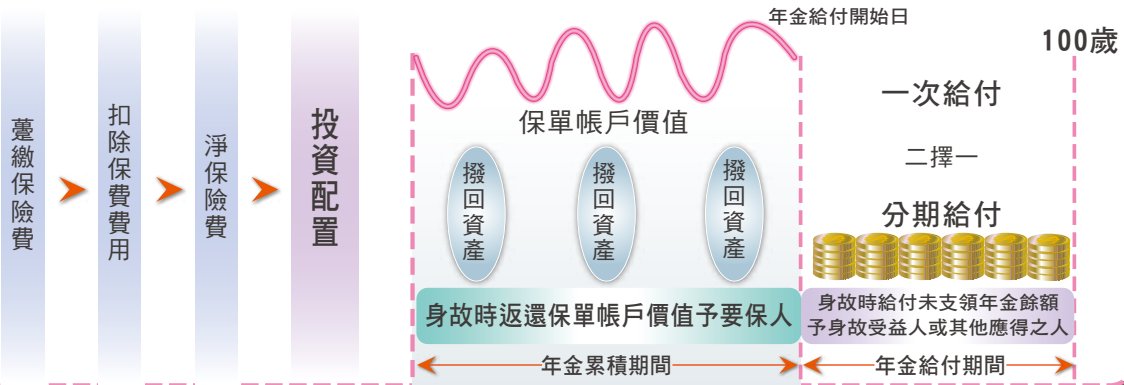 躉繳保險費
扣除保費費用
淨保險費
投資配置
年金給付開始日
100歲
保單帳戶價值
撥回資產
撥回資產
撥回資產
一次給付
二擇一
分期給付
身故時返還保單帳戶價值予要保人
身故時給付未支領年金餘額
予身故受益人或其他應得之人
年金累積期間
年金給付期間